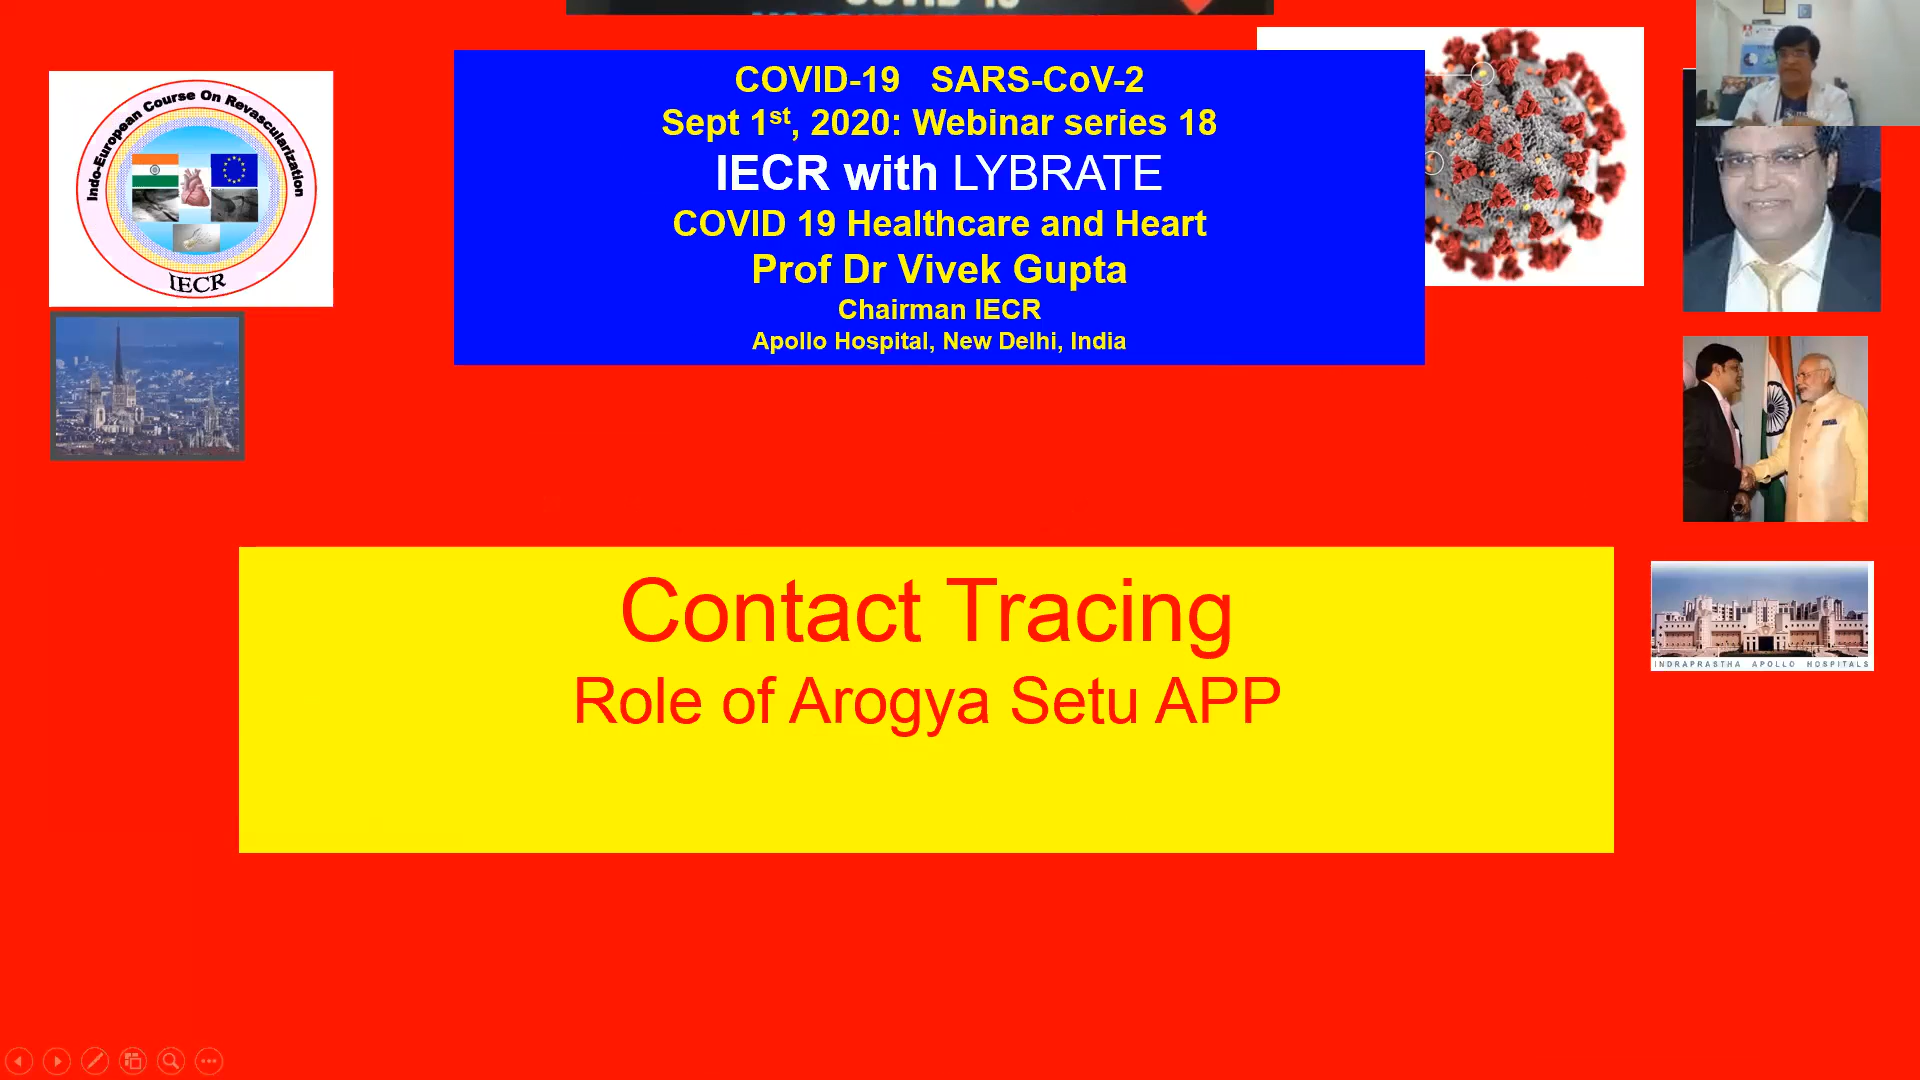 COVID-19
COVID-19 SARS-CoV-2
Sept 1st, 2020: Webinar series 18
IECR with LYBRATE
COVID 19 Healthcare and Heart
Prof Dr Vivek Gupta
Chairman IECR
Apollo Hospital, New Delhi, India
Indo-European Course On Revascularization
IECR
INDRAPRASTHA APOLLO HOSPITALS
Contact Tracing
Role of Arogya Setu APP